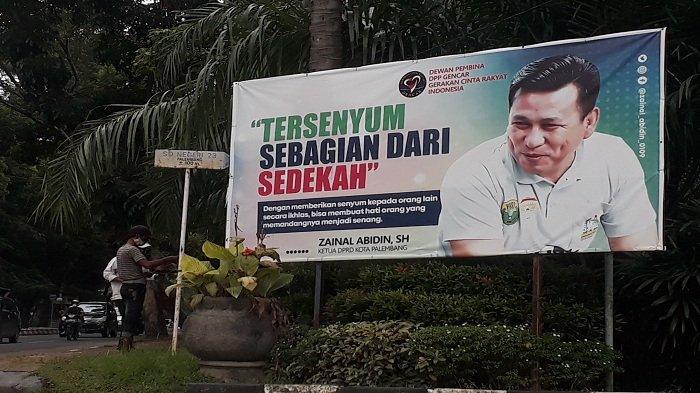 DEWAN PEMBINA
DPP GENCAR
GERAKAN CINTA RAKYAT
INDONESIA
"TERSENYUM
SEBAGIAN DARI
SEDEKAH"
Dengan memberikan senyum kepada orang lain
secara ikhlas, bisa membuat hati orang yang
memandangnya menjadi senang.
ZAINAL ABIDIN, SH
KETUA DPRD KOTA PALEMBANG
@zainal_abidin_0109
SD NEGERI 23
PALEMBANG